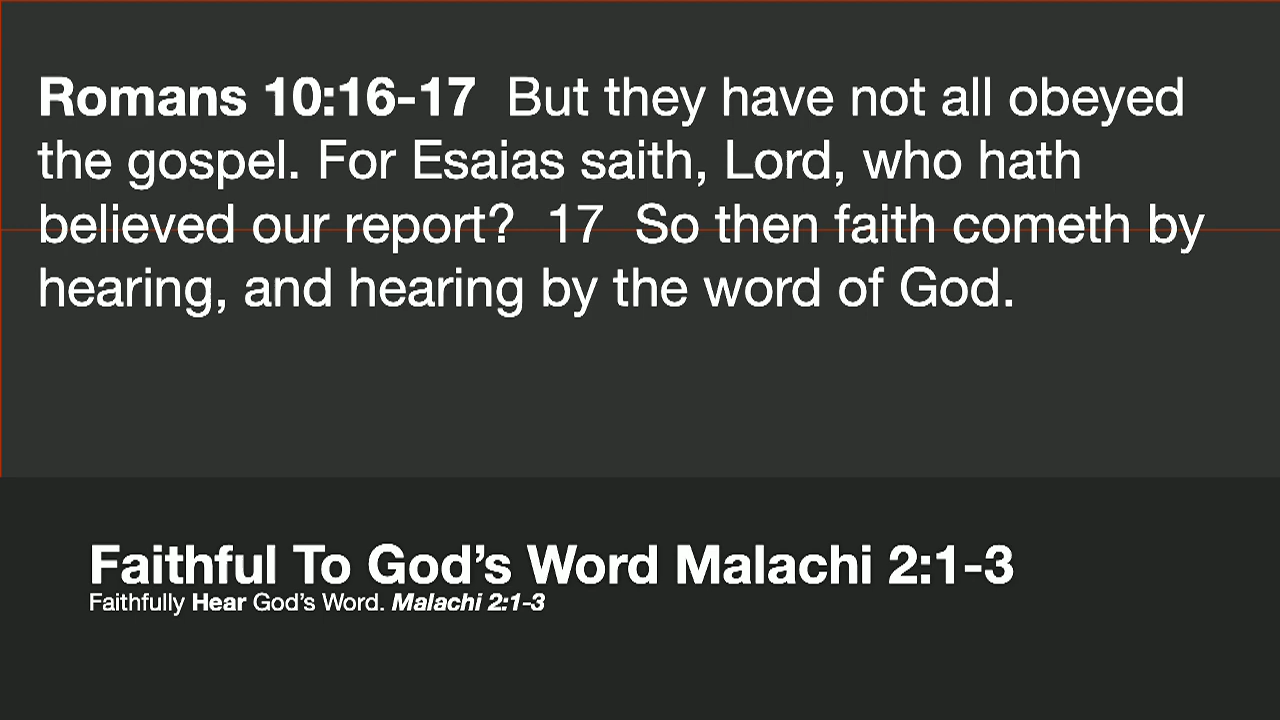 Romans 10:16-17  But they have not all obeyed
the gospel. For Esaias saith, Lord, who hath
believed our report?  17  So then faith cometh by
hearing, and hearing by the word of God.
Faithful To God’s Word Malachi 2:1-3
Faithfully Hear God’s Word. Malachi 2:1-3